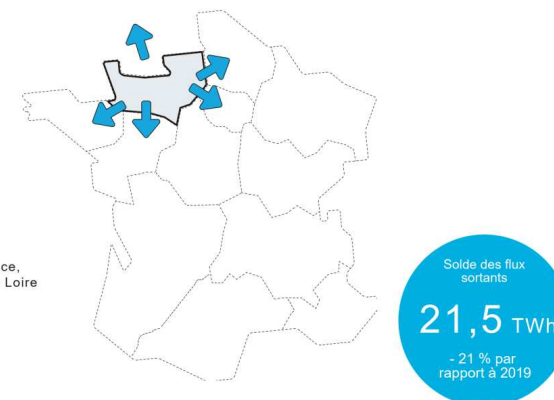 ce,
Loire
Solde des flux
sortants
21,5 TWh
- 21 % par
rapport à 2019